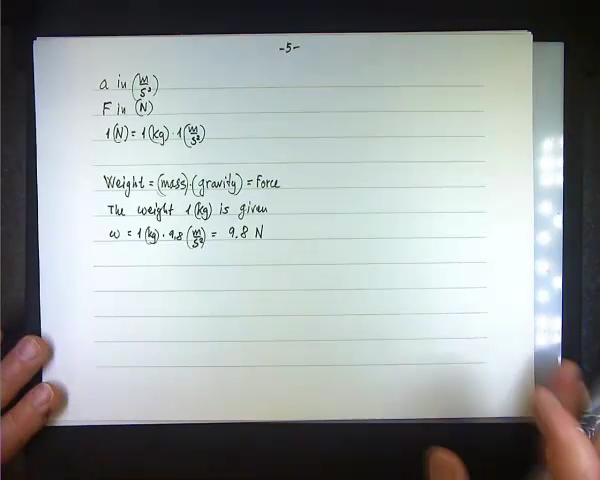 -5-
a in (m/s²)
F in (N)
1(N) = 1(kg) · 1(m/s²)
Weight = (mass) · (gravity) = Force
The weight 1(kg) is given
w = 1(kg) · 9.8 (m/s²) = 9.8 N